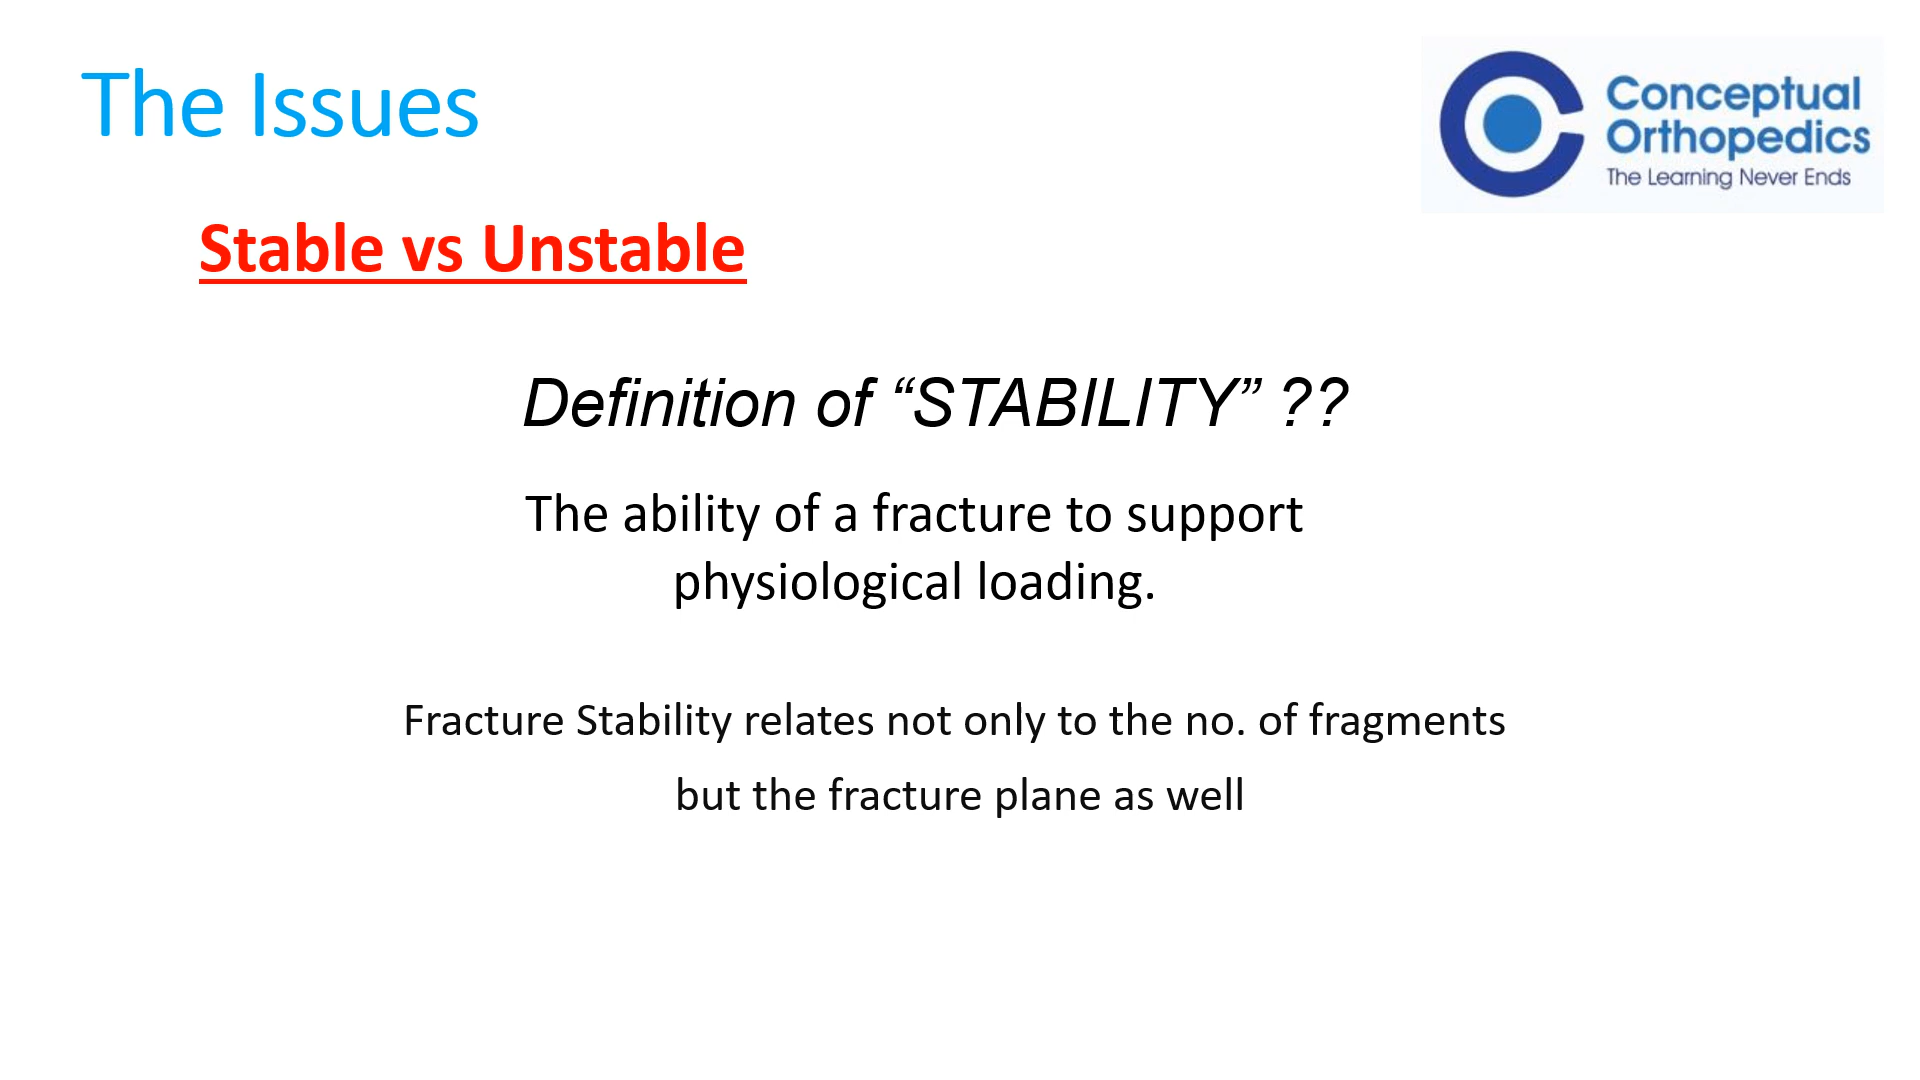 The Issues
Conceptual
Orthopedics
The Learning Never Ends
Stable vs Unstable
Definition of “STABILITY” ??
The ability of a fracture to support
physiological loading.
Fracture Stability relates not only to the no. of fragments
but the fracture plane as well